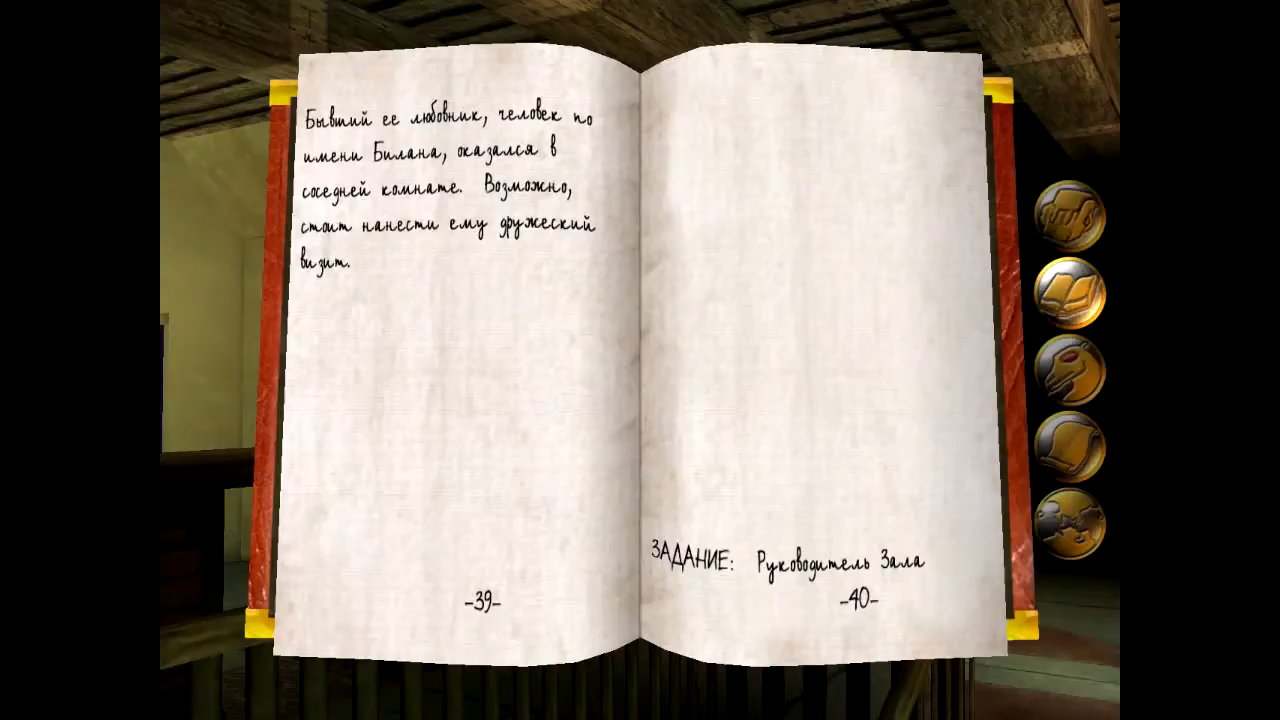 Бывший ее любовник, человек по
имени Билана, оказался в
соседней комнате. Возможно,
стоит нанести ему дружеский
визит.
-39-
ЗАДАНИЕ: Руководитель Зала
-40-